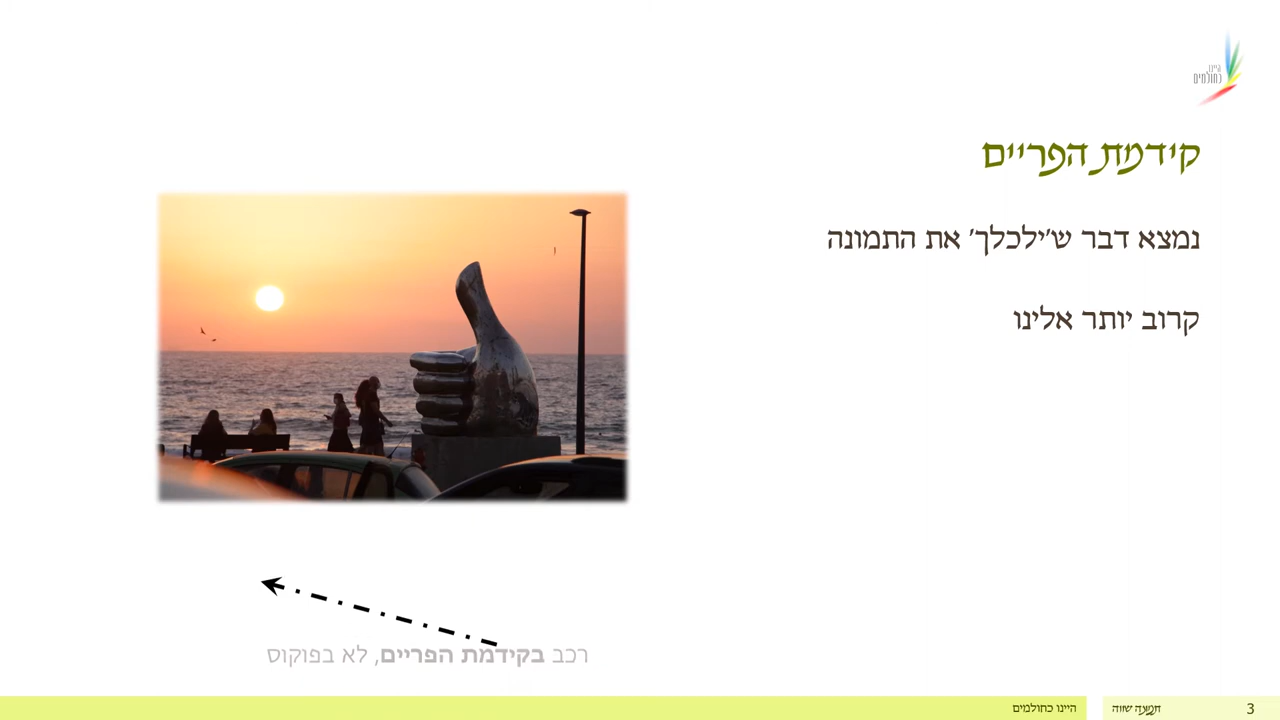 היינו
כחולמים
קידמת הפריים
נמצא דבר ש'ילכלך' את התמונה
קרוב יותר אלינו
רכב בקידמת הפריים, לא בפוקוס
היינו כחולמים
תמונה שווה
3